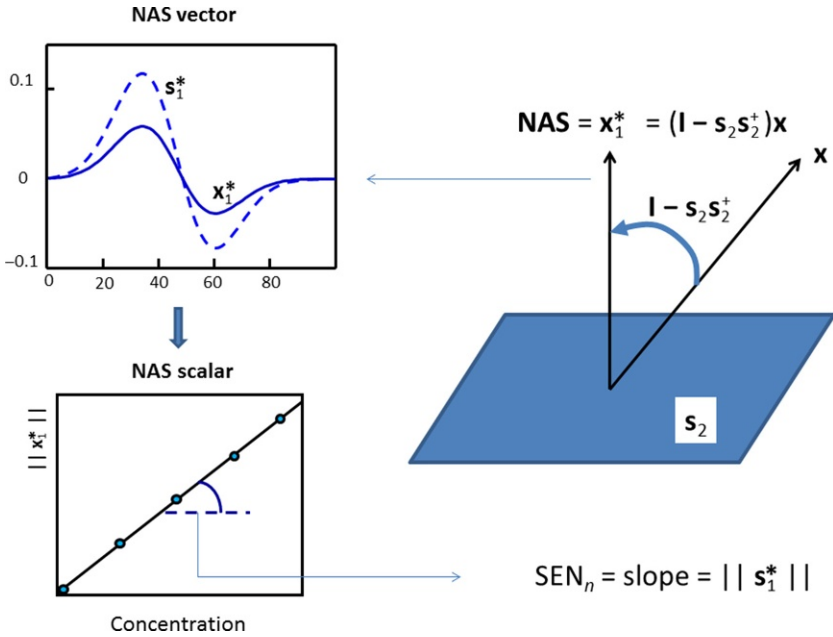 NAS vector
0.1
0
−0.1
0
20
40
60
80
s₁*
x₁*
NAS = x₁* = (I − s₂s₂⁺)x
x
I − s₂s₂⁺
s₂
NAS scalar
|| x₁* ||
Concentration
SENₙ = slope = || s₁* ||